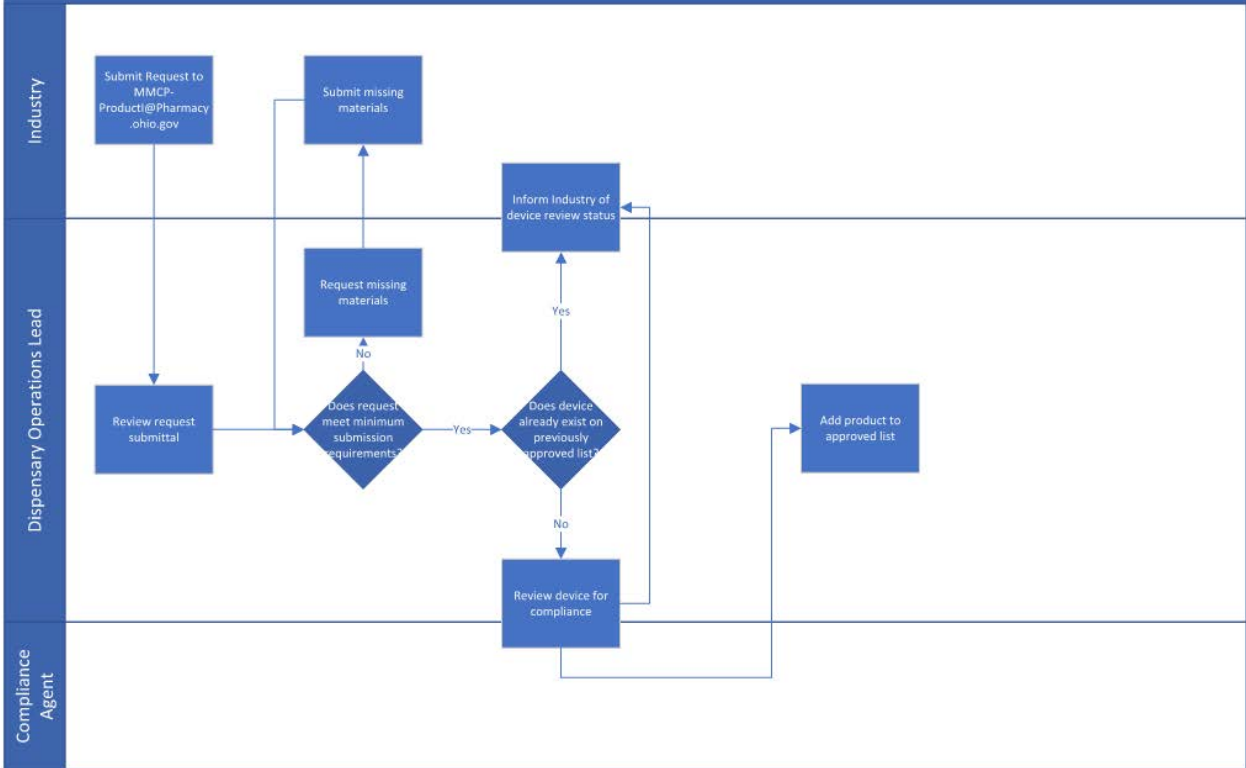 Industry
Submit Request to
MMCP-
ProductI@Pharmacy
.ohio.gov
Submit missing
materials
Inform Industry of
device review status
Dispensary Operations Lead
Request missing
materials
No
Yes
Review request
submittal
Does request
meet minimum
submission
requirements?
Yes
Does device
already exist on
previously
approved list?
Add product to
approved list
No
Review device for
compliance
Compliance
Agent